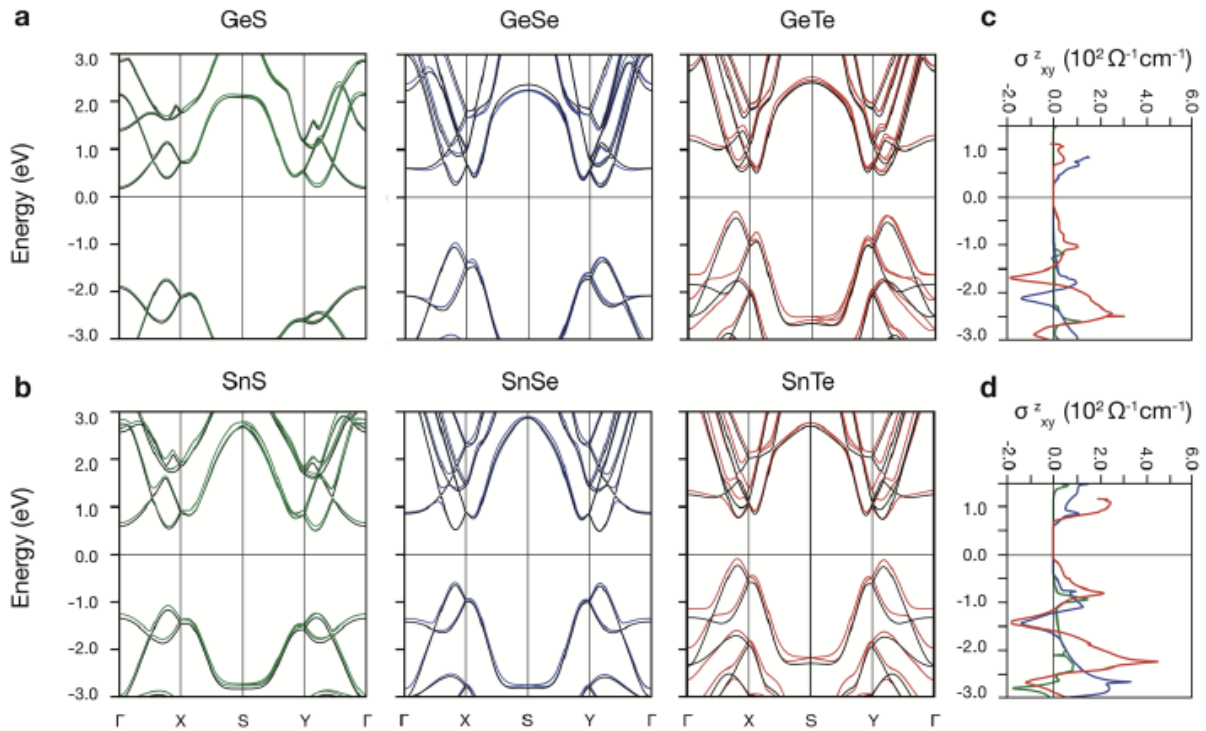 a GeS GeSe GeTe c
σ^z_xy (10² Ω⁻¹cm⁻¹)
-2.0 0.0 2.0 4.0 6.0
Energy (eV)
3.0
2.0
1.0
0.0
-1.0
-2.0
-3.0
1.0
0.0
-1.0
-2.0
-3.0
b SnS SnSe SnTe d
σ^z_xy (10² Ω⁻¹cm⁻¹)
-2.0 0.0 2.0 4.0 6.0
Energy (eV)
3.0
2.0
1.0
0.0
-1.0
-2.0
-3.0
1.0
0.0
-1.0
-2.0
-3.0
Γ X S Y Γ Γ X S Y Γ Γ X S Y Γ